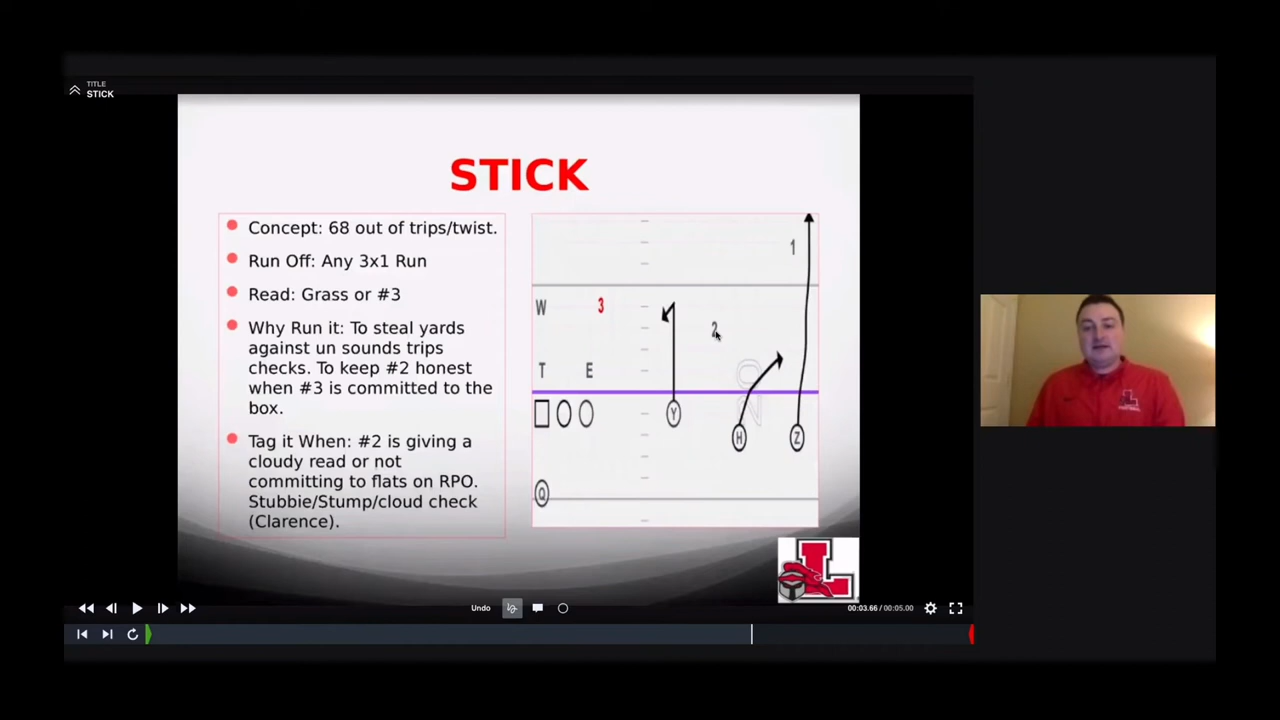 TITLE
STICK
STICK
Concept: 68 out of trips/twist.
Run Off: Any 3x1 Run
Read: Grass or #3
Why Run it: To steal yards
against un sounds trips
checks. To keep #2 honest
when #3 is committed to the
box.
Tag it When: #2 is giving a
cloudy read or not
committing to flats on RPO.
Stubbie/Stump/cloud check
(Clarence).
1
W 3
2
T E
Y
H Z
Q
L
L
Undo
00:03.66 / 00:05.00